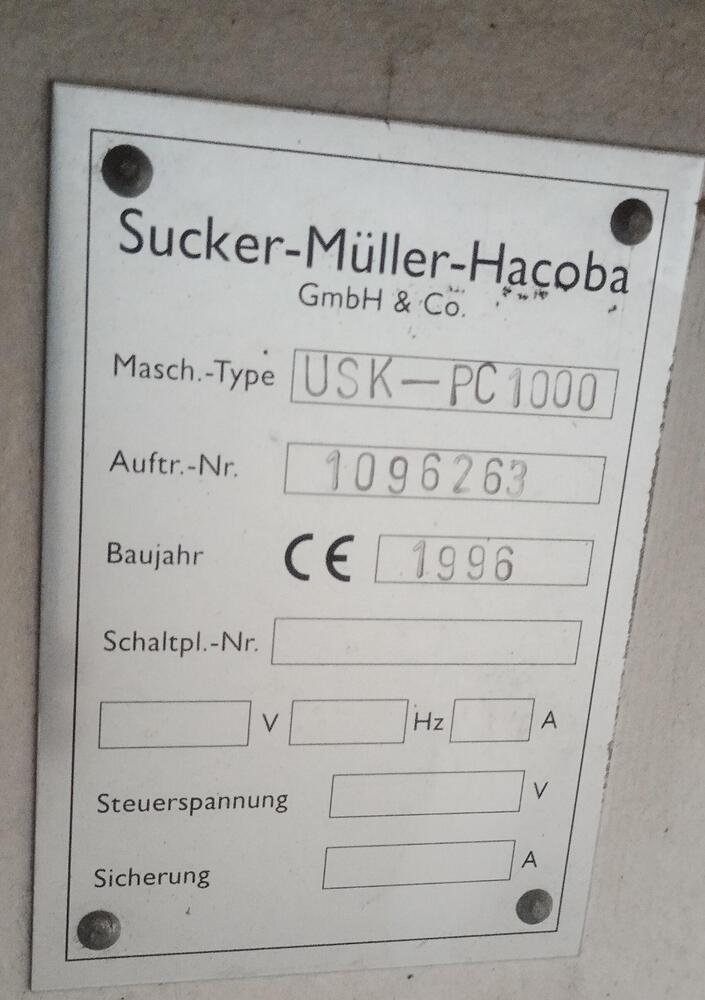 Sucker-Müller-Hacoba
GmbH & Co.
Masch.-Type USK-PC1000
Auftr.-Nr. 1096263
Baujahr CE 1996
Schaltpl.-Nr.
V Hz A
Steuerspannung V
Sicherung A